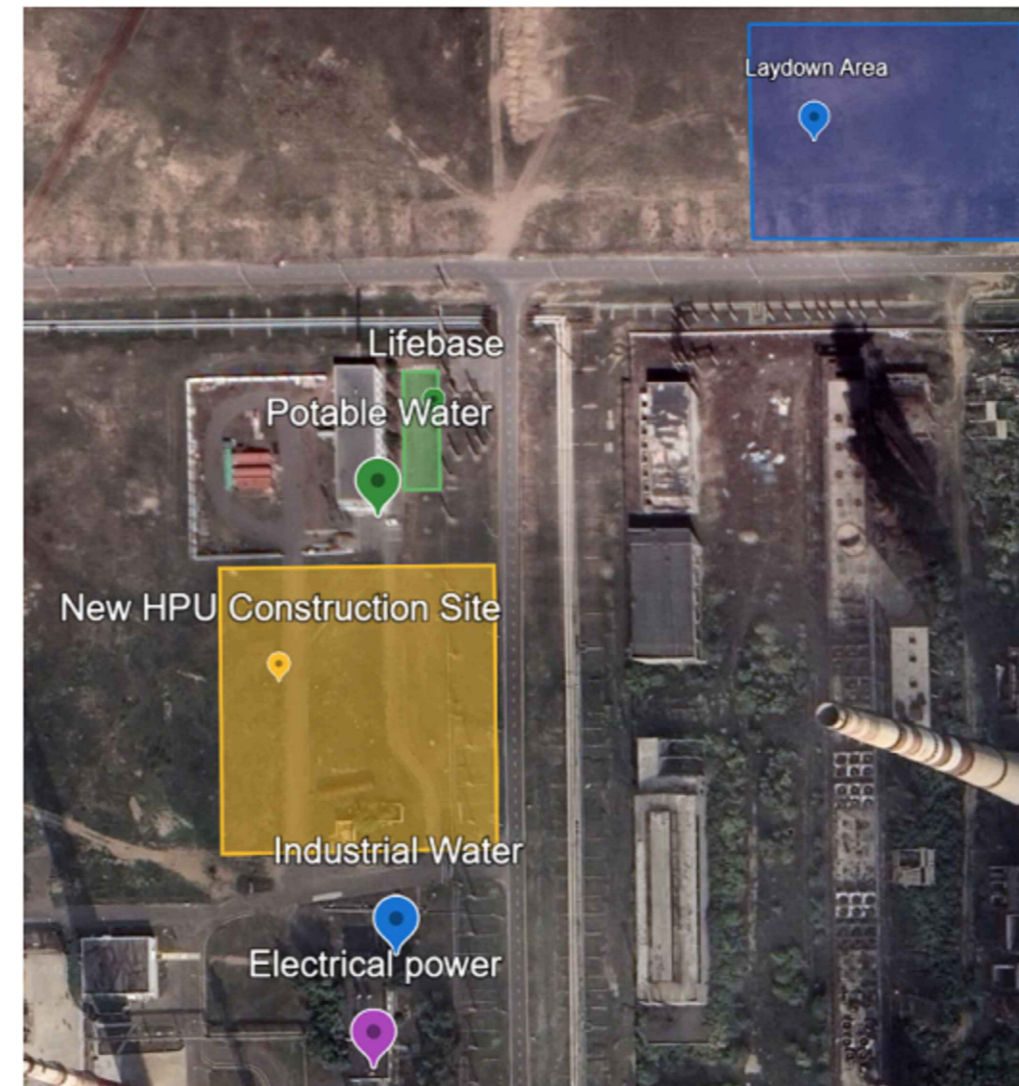 Laydown Area
Lifebase
Potable Water
New HPU Construction Site
Industrial Water
Electrical power